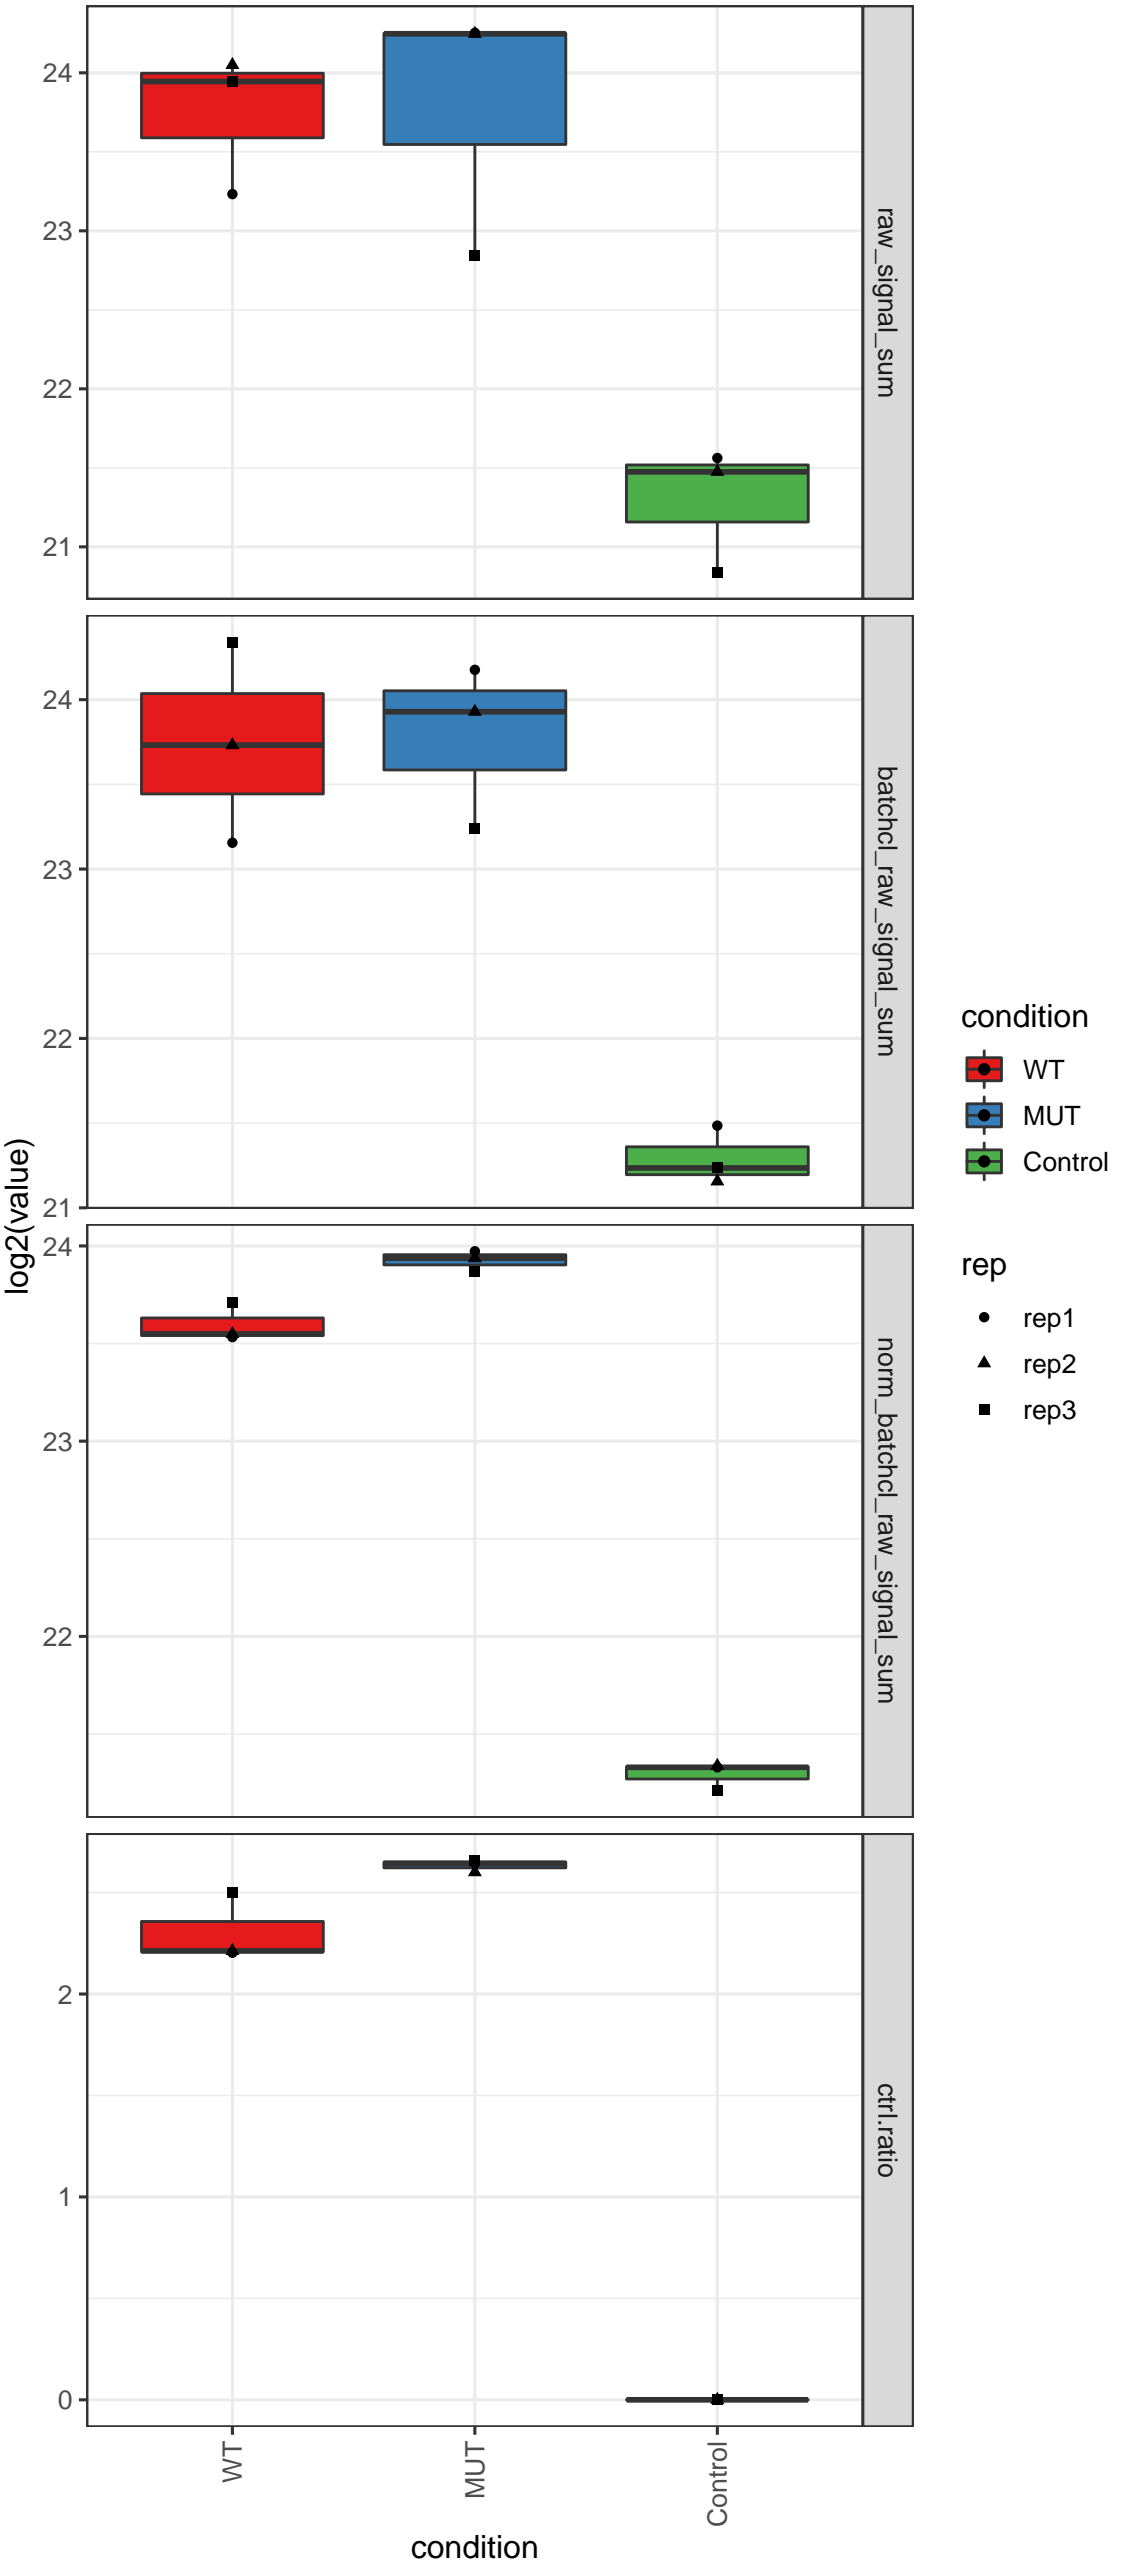 log2(value)
24
23
22
21
raw_signal_sum
24
23
22
21
batchcl_raw_signal_sum
24
23
22
norm_batchcl_raw_signal_sum
2
1
0
ctrl.ratio
WT
MUT
Control
condition
condition
WT
MUT
Control
rep
rep1
rep2
rep3